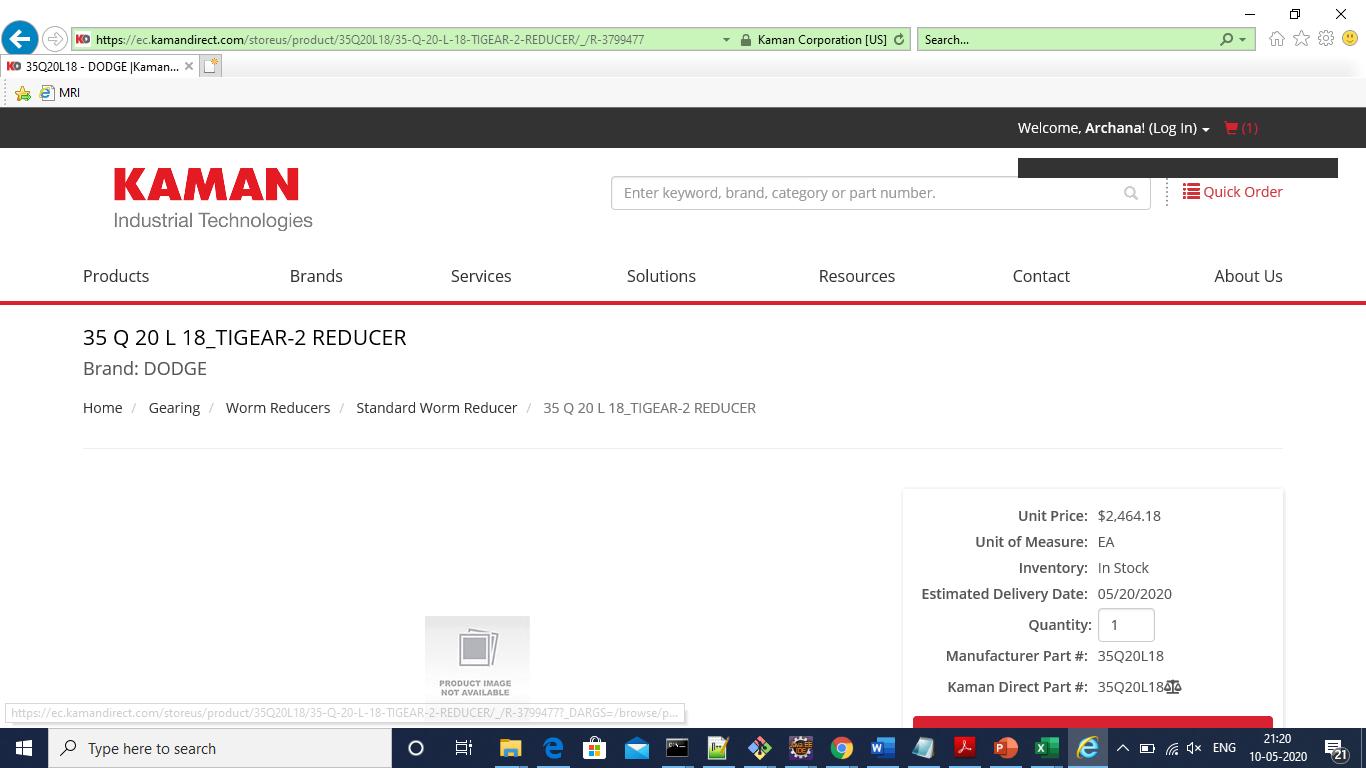 https://ec.kamandirect.com/storeus/product/35Q20L18/35-Q-20-L-18-TIGEAR-2-REDUCER/_/R-3799477
Kaman Corporation [US]
Search...
KD 35Q20L18 - DODGE |Kaman...
MRI
Welcome, Archana! (Log In) (1)
KAMAN
Industrial Technologies
Enter keyword, brand, category or part number.
Quick Order
Products Brands Services Solutions Resources Contact About Us
35 Q 20 L 18_TIGEAR-2 REDUCER
Brand: DODGE
Home / Gearing / Worm Reducers / Standard Worm Reducer / 35 Q 20 L 18_TIGEAR-2 REDUCER
Unit Price: $2,464.18
Unit of Measure: EA
Inventory: In Stock
Estimated Delivery Date: 05/20/2020
Quantity: 1
Manufacturer Part #: 35Q20L18
Kaman Direct Part #: 35Q20L18
PRODUCT IMAGE
NOT AVAILABLE
https://ec.kamandirect.com/storeus/product/35Q20L18/35-Q-20-L-18-TIGEAR-2-REDUCER/_/R-3799477?_DARGS=/browse/p...
Type here to search
ENG
21:20
10-05-2020
21